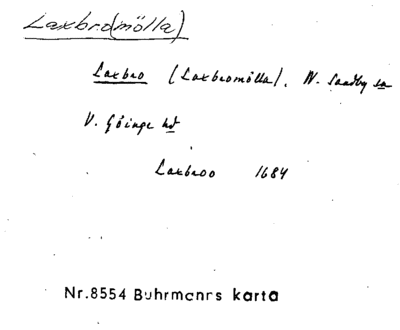 Laxbro(mölla)
Laxbro (Laxbromölla), N. Sandby sn
V. Göinge hd
Laxbroo 1684
Nr.8554 Buhrmanns karta